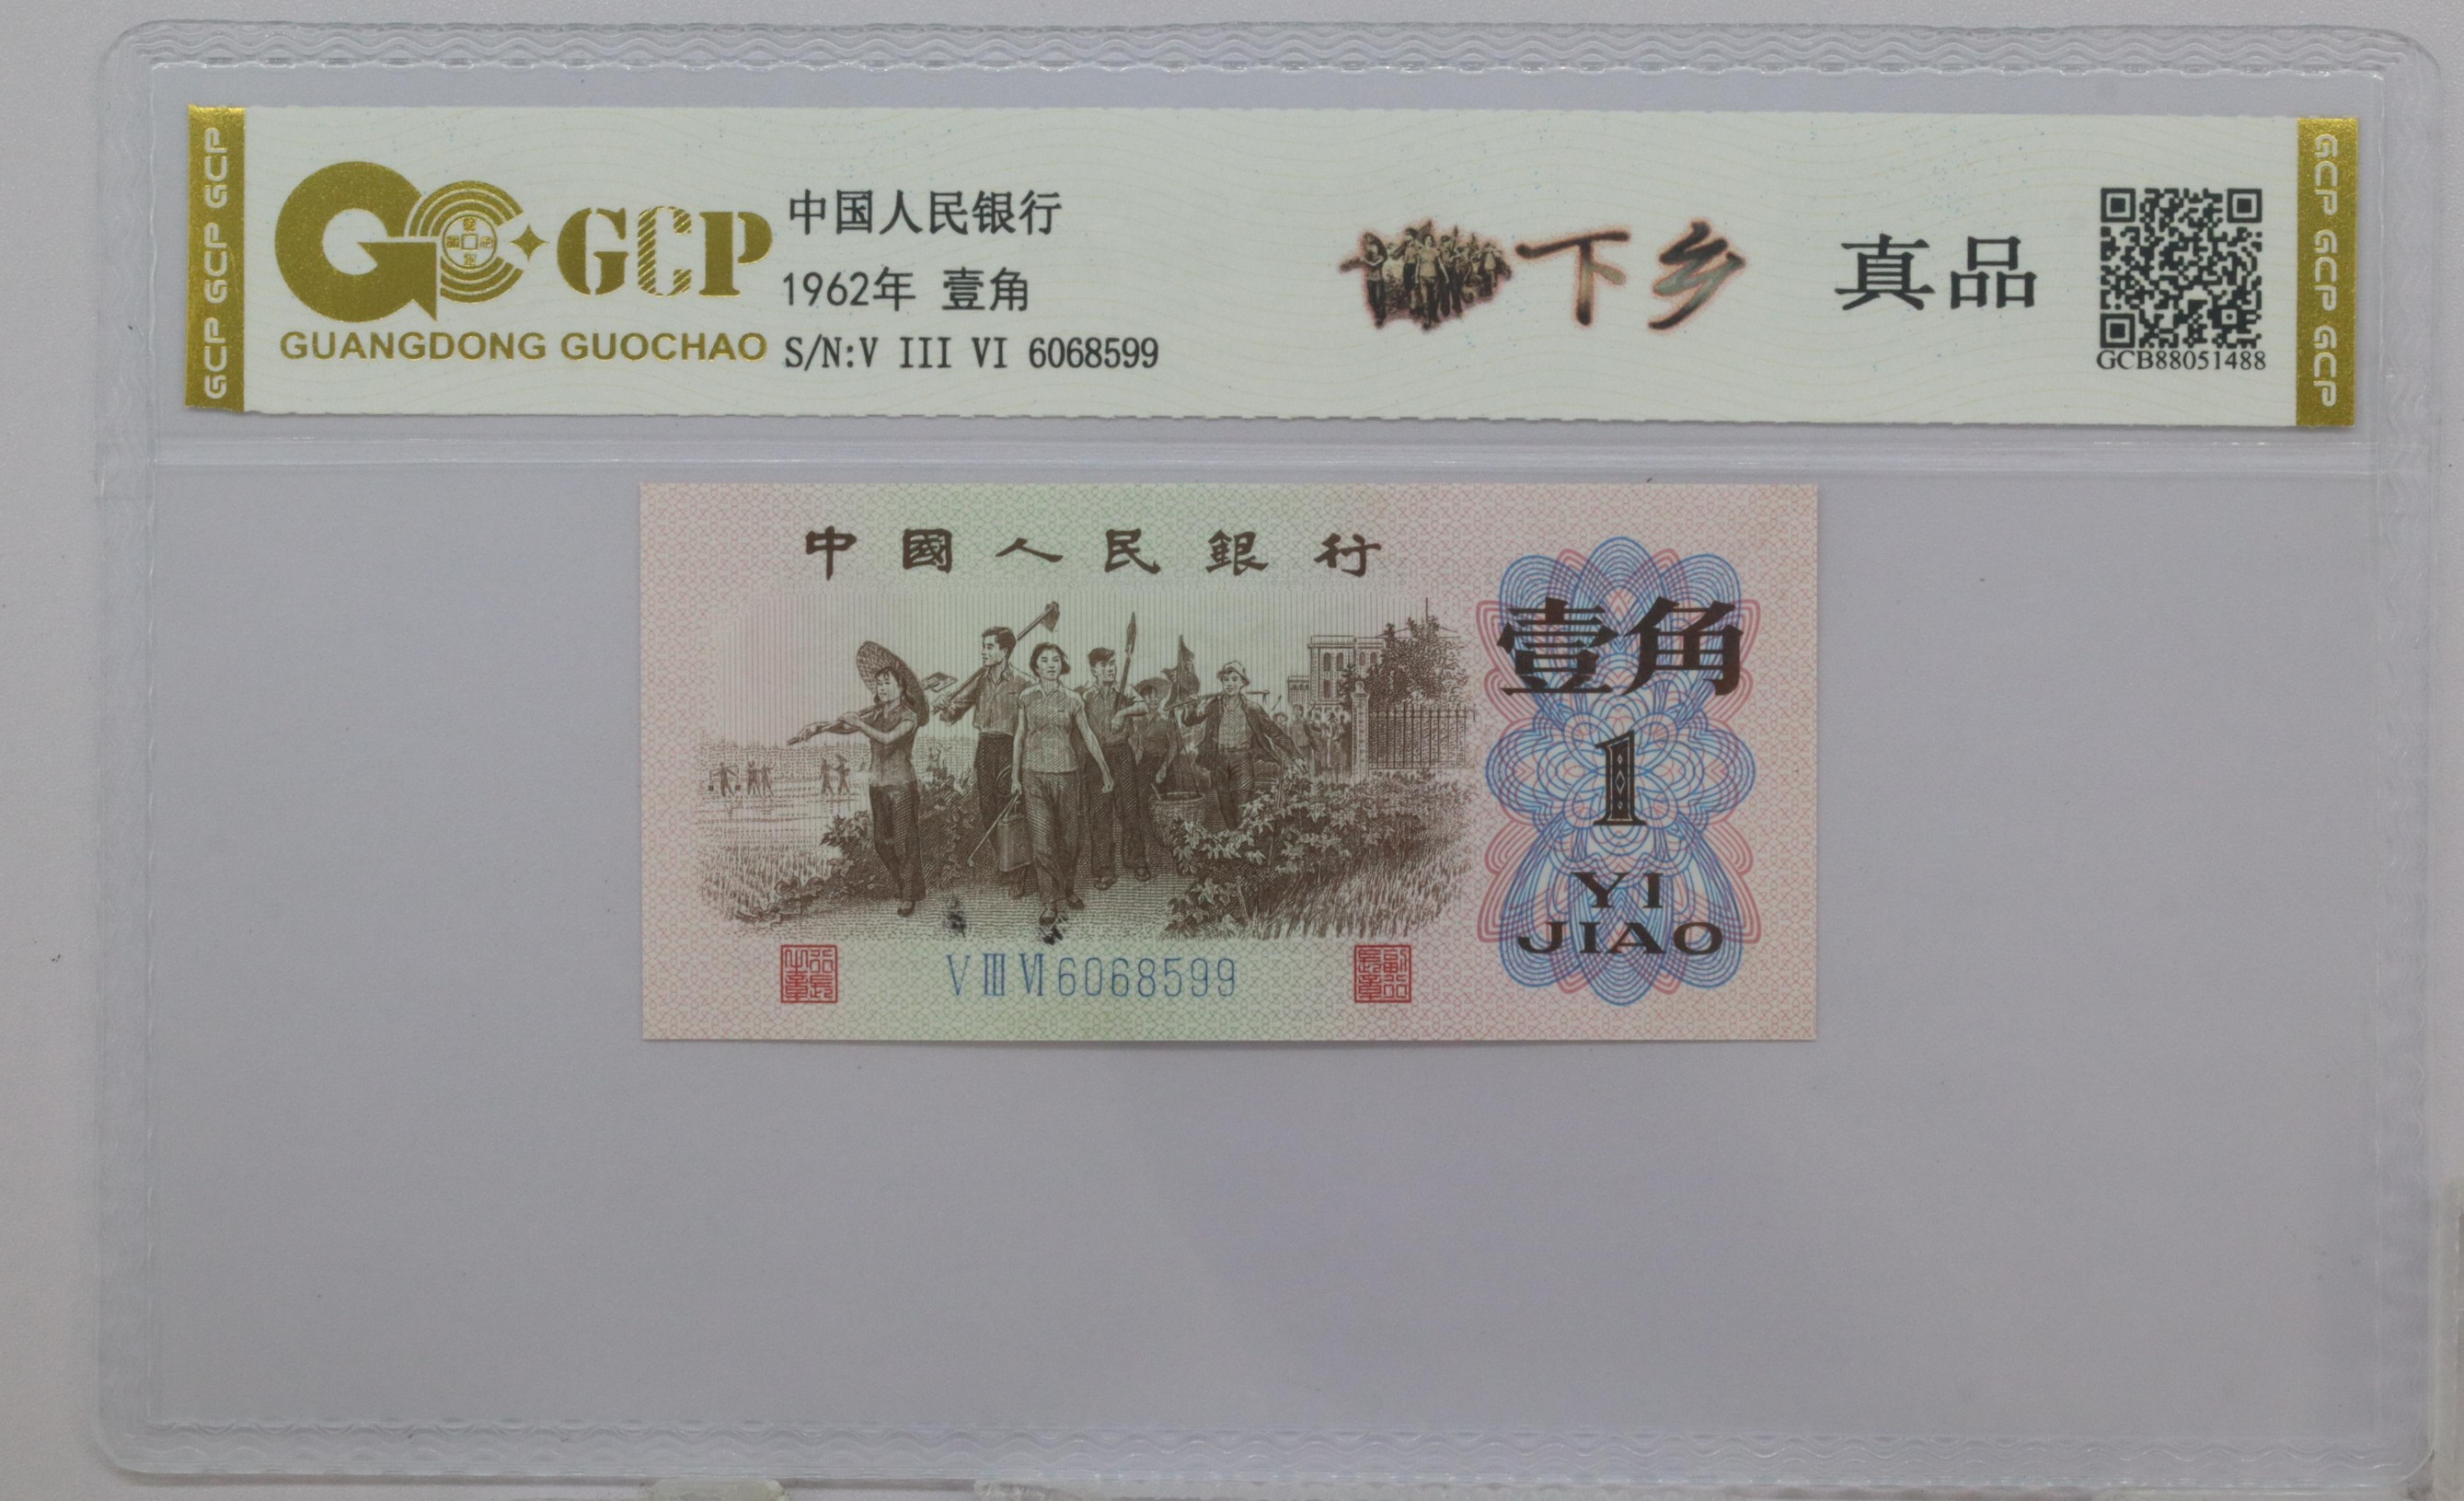 GCP GCP GCP
GCP
GUANGDONG GUOCHAO
中国人民银行
1962年 壹角
S/N:V III VI 6068599
下乡
真品
GCB88051488
GCP GCP GCP
中國人民銀行
壹角
1
YI
JIAO
V III VI 6068599